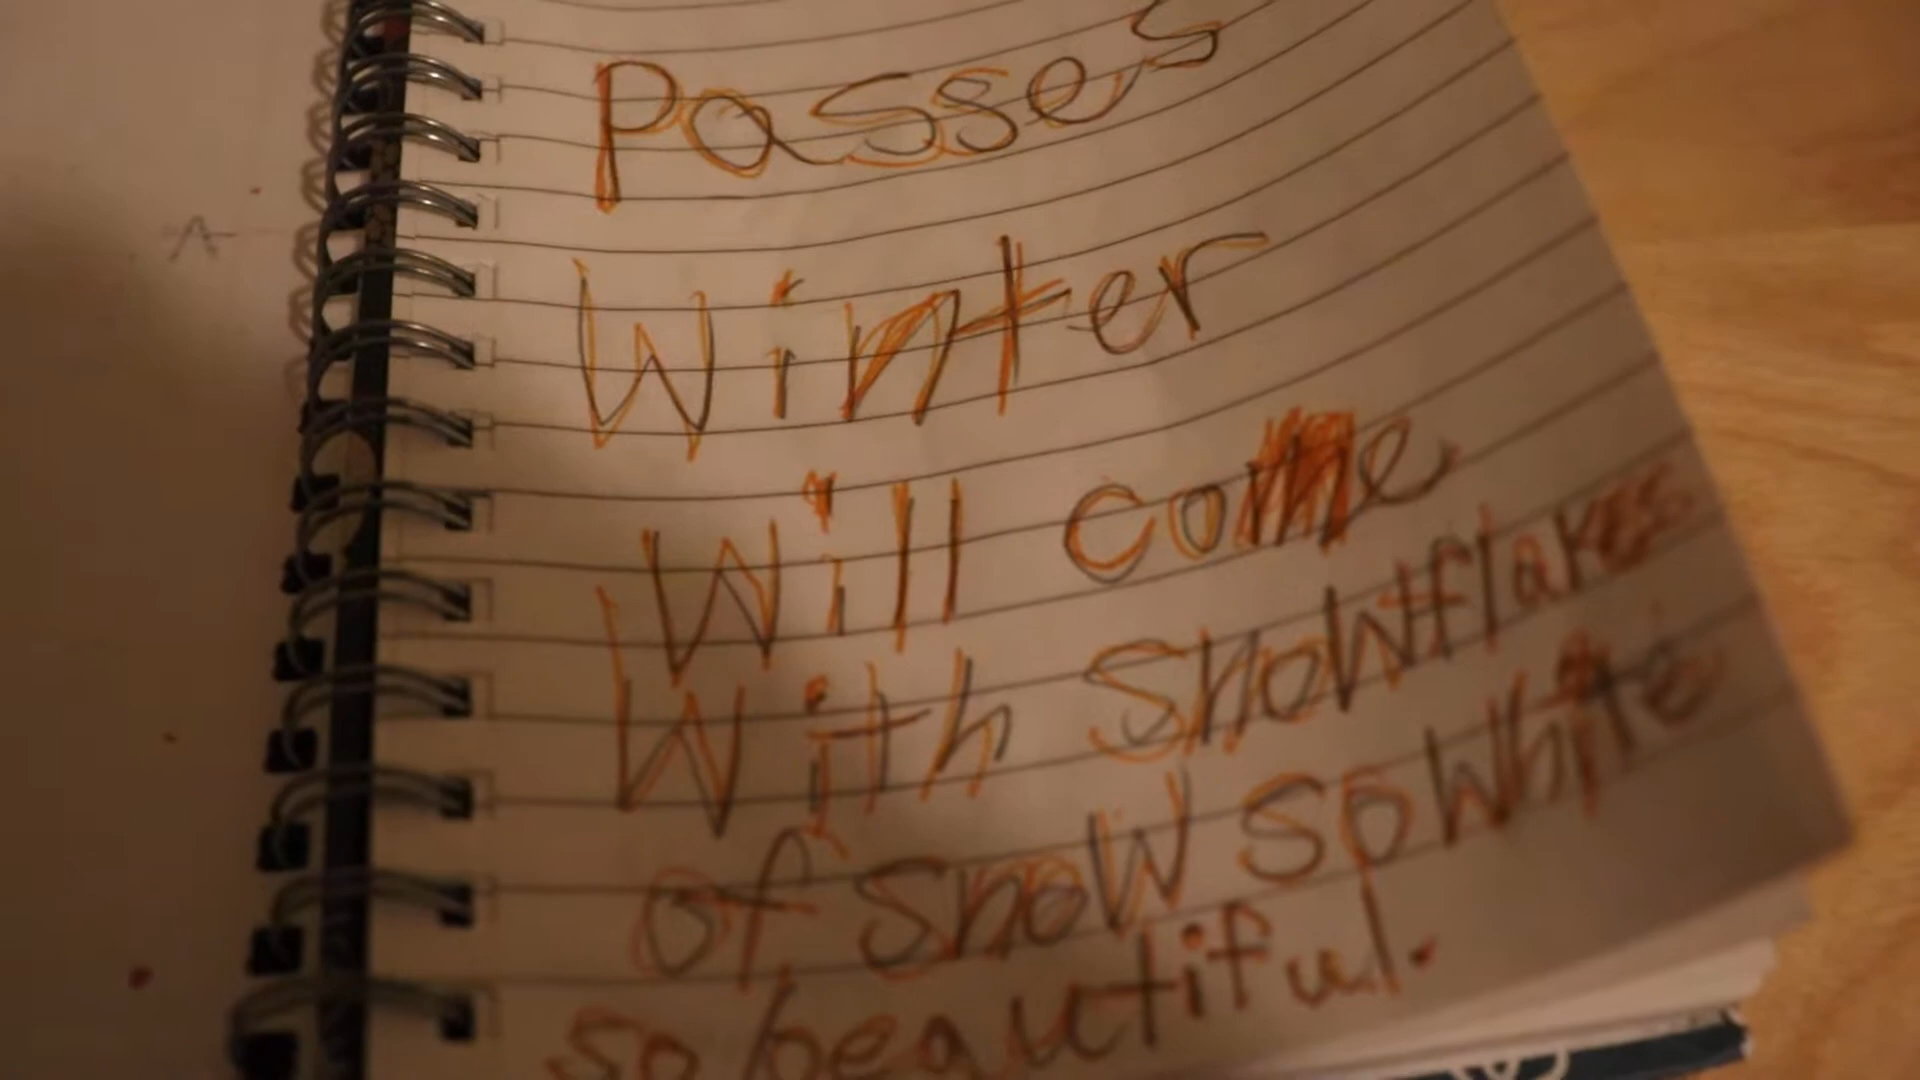 Passes
Winter
Will come
With Snowflakes
of Snow so White
so beautiful.